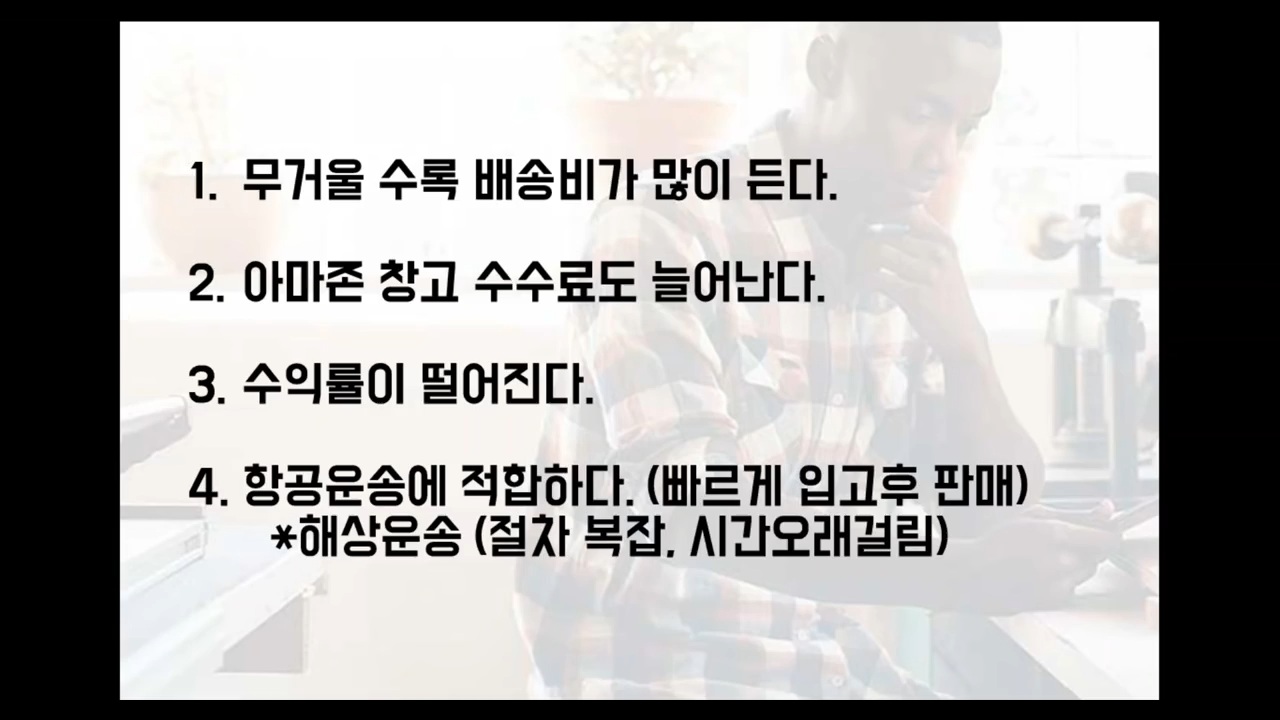 1. 무거울 수록 배송비가 많이 든다.
2. 아마존 창고 수수료도 늘어난다.
3. 수익률이 떨어진다.
4. 항공운송에 적합하다. (빠르게 입고후 판매)
*해상운송 (절차 복잡, 시간오래걸림)